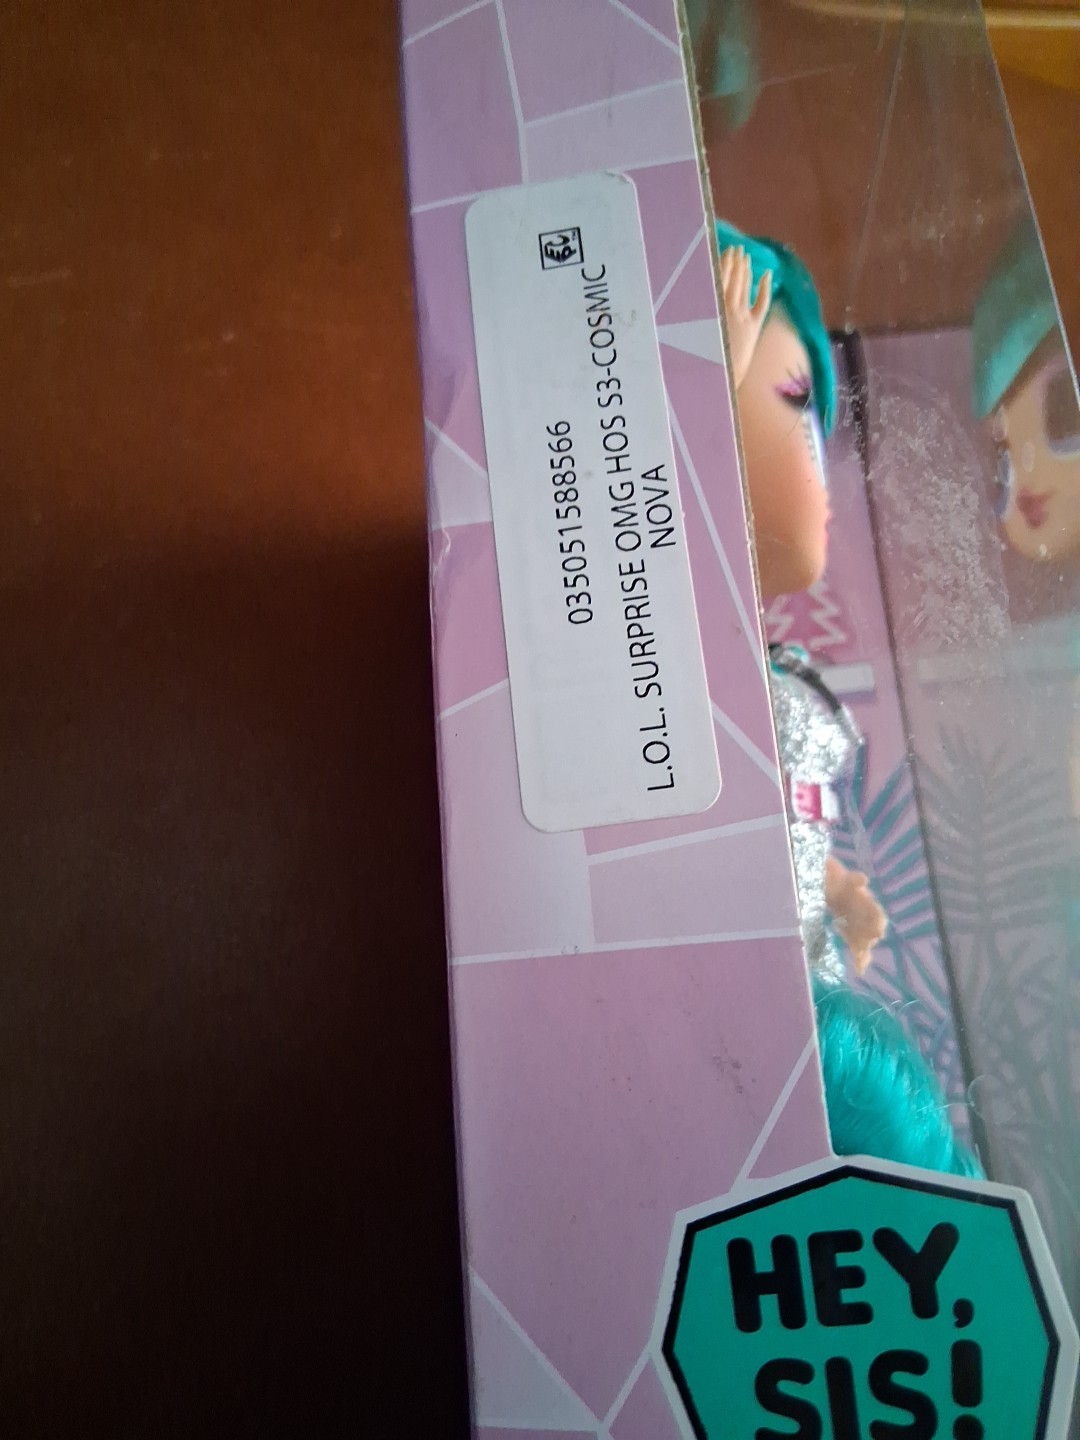 035051588566
L.O.L. SURPRISE OMG HOS S3-COSMIC
NOVA
HEY,
SIS!